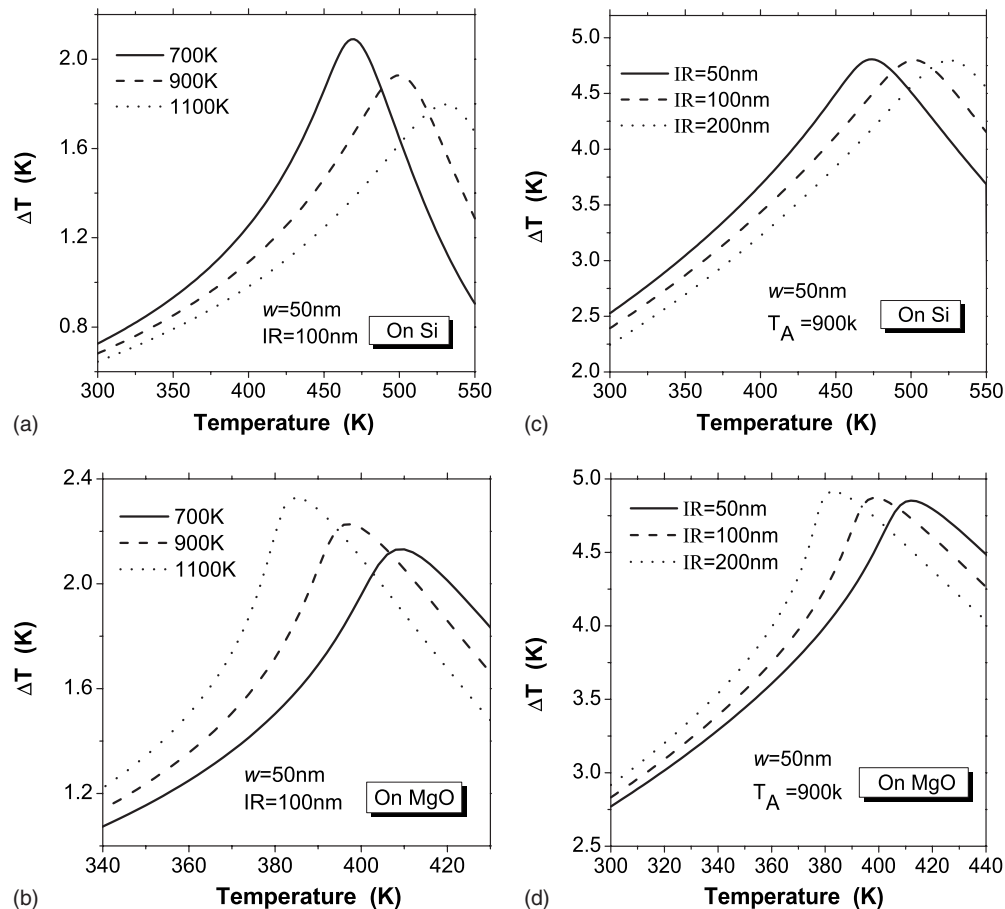 2.0
1.6
1.2
0.8
ΔT (K)
700K
900K
1100K
w=50nm
IR=100nm
On Si
300 350 400 450 500 550
Temperature (K)
(a)
5.0
4.5
4.0
3.5
3.0
2.5
2.0
ΔT (K)
IR=50nm
IR=100nm
IR=200nm
w=50nm
T_A =900k
On Si
300 350 400 450 500 550
Temperature (K)
(c)
2.4
2.0
1.6
1.2
ΔT (K)
700K
900K
1100K
w=50nm
IR=100nm
On MgO
340 360 380 400 420
Temperature (K)
(b)
5.0
4.5
4.0
3.5
3.0
2.5
ΔT (K)
IR=50nm
IR=100nm
IR=200nm
w=50nm
T_A =900k
On MgO
300 320 340 360 380 400 420 440
Temperature (K)
(d)